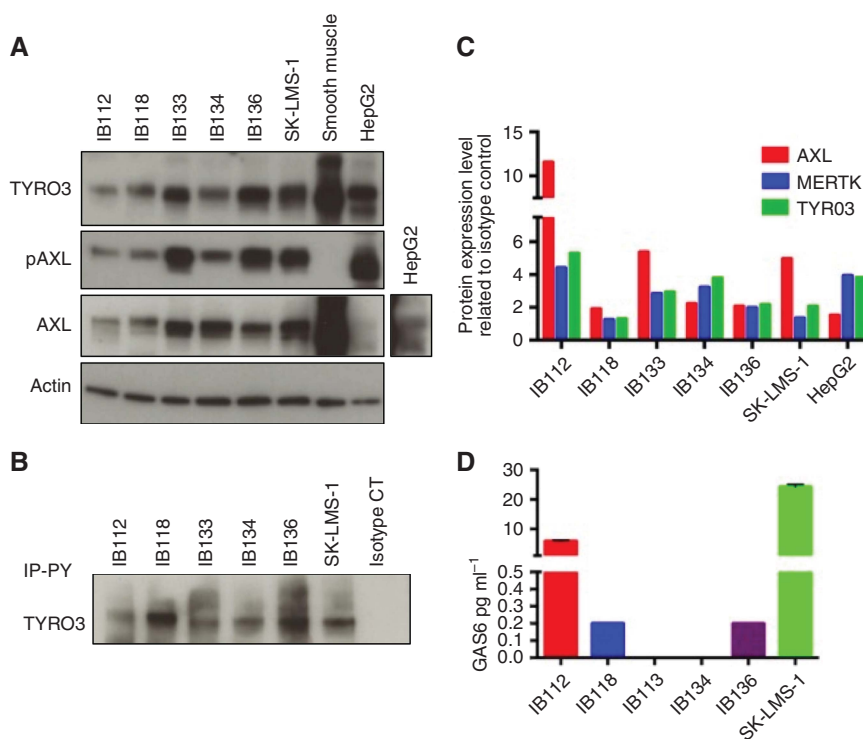 A
IB112
IB118
IB133
IB134
IB136
SK-LMS-1
Smooth muscle
HepG2
TYRO3
pAXL
HepG2
AXL
Actin
B
IB112
IB118
IB133
IB134
IB136
SK-LMS-1
Isotype CT
IP-PY
TYRO3
C
Protein expression level
related to isotype control
15
10
6
4
2
0
AXL
MERTK
TYR03
IB112
IB118
IB133
IB134
IB136
SK-LMS-1
HepG2
D
GAS6 pg ml⁻¹
30
20
10
0.5
0.4
0.3
0.2
0.1
0.0
IB112
IB118
IB113
IB134
IB136
SK-LMS-1